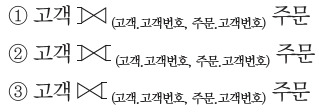 ① 고객 ⟕ (고객.고객번호, 주문.고객번호) 주문
② 고객 ⟗ (고객.고객번호, 주문.고객번호) 주문
③ 고객 ⟖ (고객.고객번호, 주문.고객번호) 주문